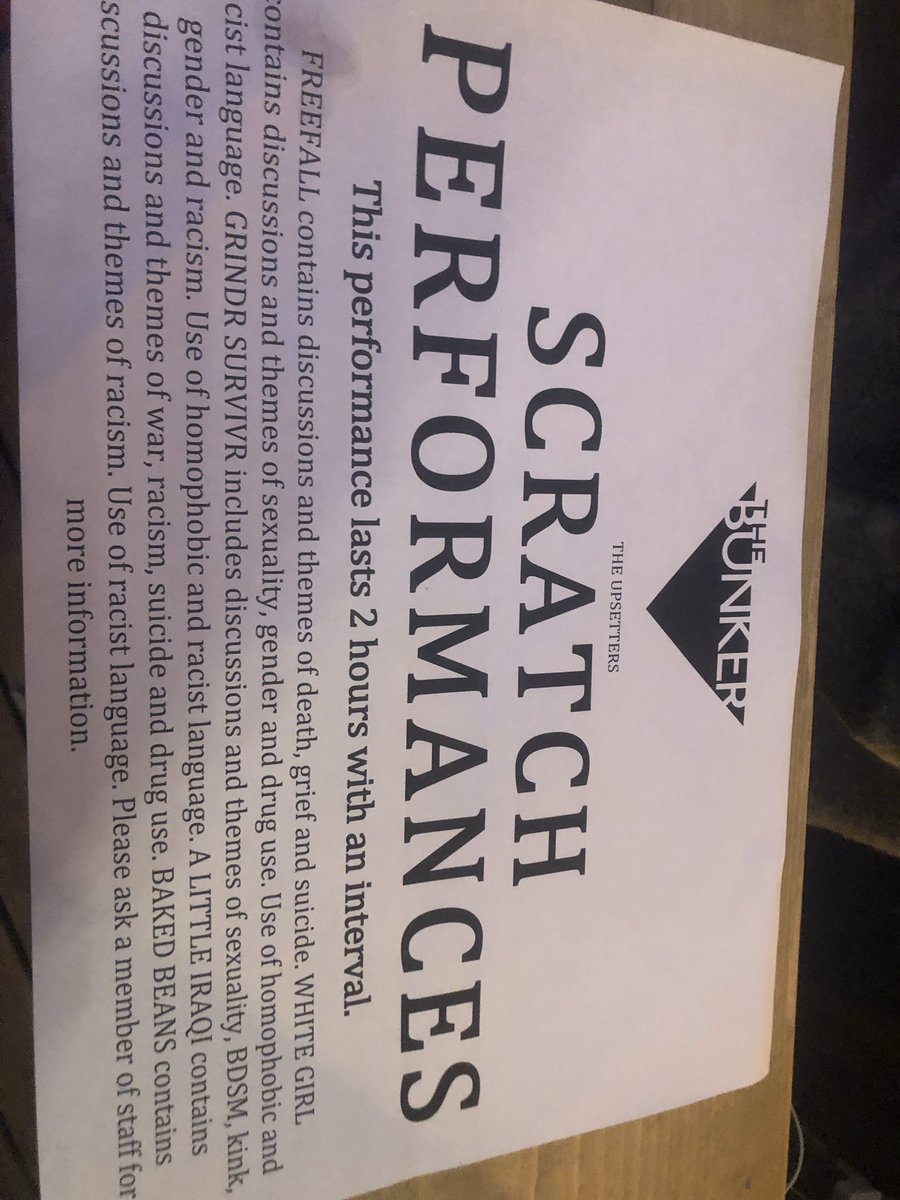 THE
BUNKER
THE UPSETTERS
SCRATCH
PERFORMANCES
This performance lasts 2 hours with an interval.
FREEFALL contains discussions and themes of death, grief and suicide. WHITE GIRL
contains discussions and themes of sexuality, gender and drug use. Use of homophobic and
cist language. GRINDR SURVIVR includes discussions and themes of sexuality, BDSM, kink,
gender and racism. Use of homophobic and racist language. A LITTLE IRAQI contains
discussions and themes of war, racism, suicide and drug use. BAKED BEANS contains
scussions and themes of racism. Use of racist language. Please ask a member of staff for
more information.